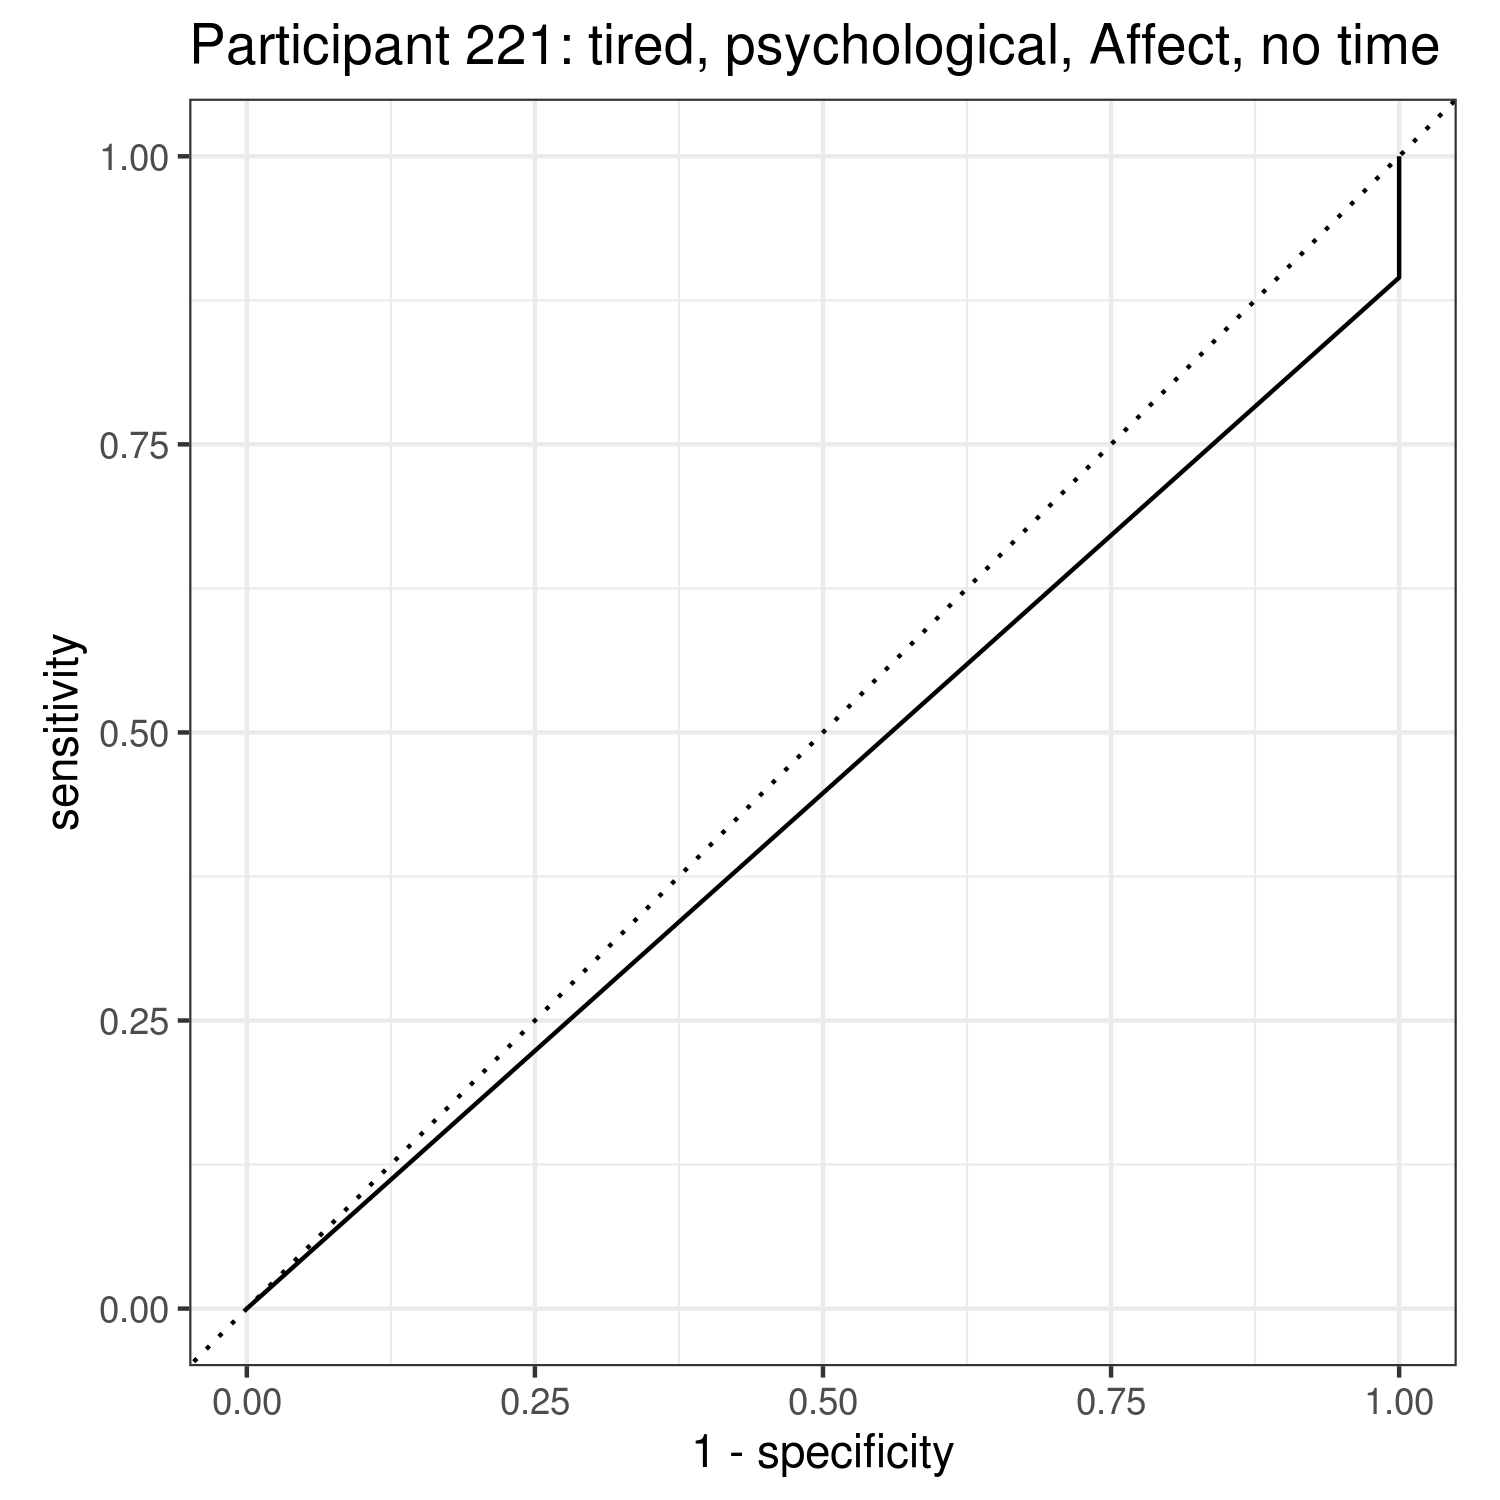 Participant 221: tired, psychological, Affect, no time
1.00
0.75
0.50
0.25
0.00
sensitivity
0.00 0.25 0.50 0.75 1.00
1 - specificity